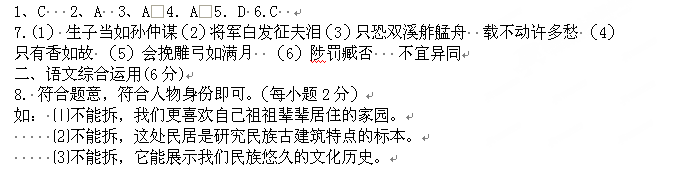 1、C 2、A 3、A 4．A 5．D 6.C
7.(1) 生子当如孙仲谋(2)将军白发征夫泪(3)只恐双溪舴艋舟 载不动许多愁 (4)
只有香如故 (5) 会挽雕弓如满月 (6) 陟罚臧否 不宜异同
二、语文综合运用(6分)
8. 符合题意，符合人物身份即可。(每小题2分)
如：⑴不能拆，我们更喜欢自己祖祖辈辈居住的家园。
⑵不能拆，这处民居是研究民族古建筑特点的标本。
⑶不能拆，它能展示我们民族悠久的文化历史。